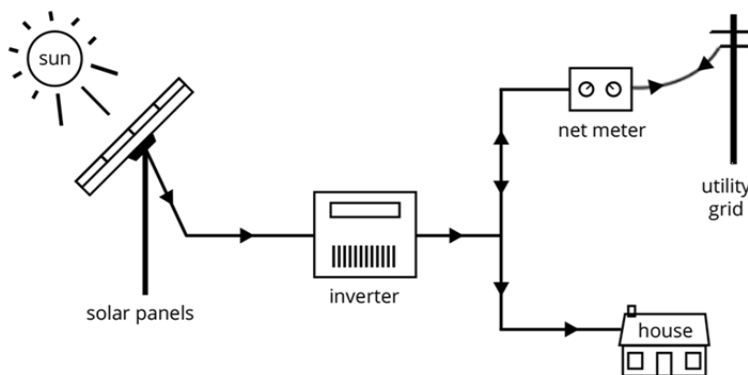 sun
solar panels
inverter
net meter
utility
grid
house